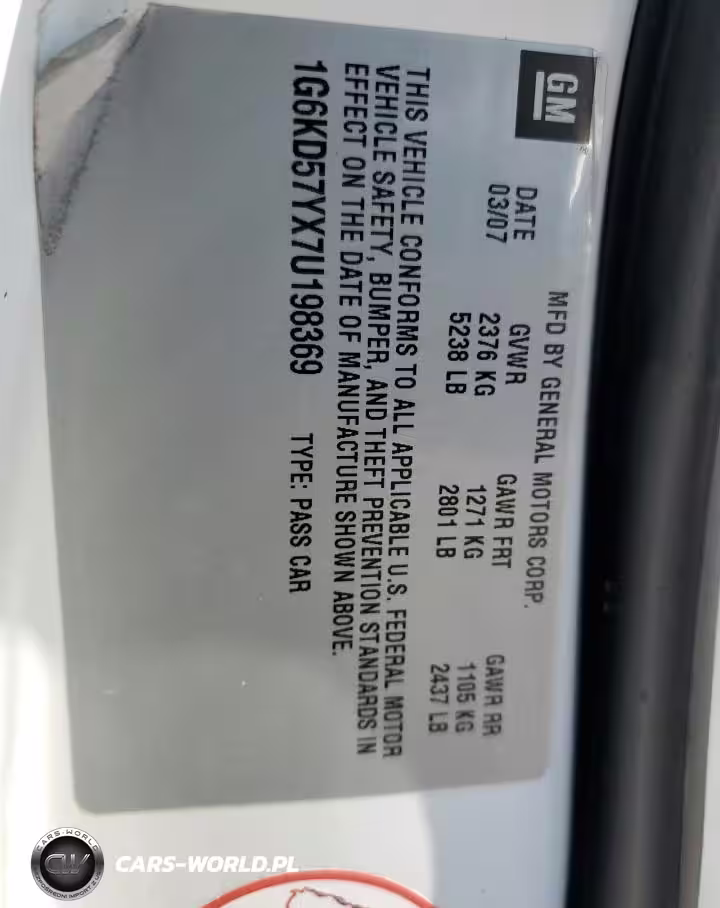 GM
MFD BY GENERAL MOTORS CORP.
DATE GVWR GAWR FRT GAWR RR
03/07 2376 KG 1271 KG 1105 KG
5238 LB 2801 LB 2437 LB
THIS VEHICLE CONFORMS TO ALL APPLICABLE U.S. FEDERAL MOTOR
VEHICLE SAFETY, BUMPER, AND THEFT PREVENTION STANDARDS IN
EFFECT ON THE DATE OF MANUFACTURE SHOWN ABOVE.
1G6KD57YX7U198369 TYPE: PASS CAR
CARS-WORLD
CW
CARS-WORLD.PL